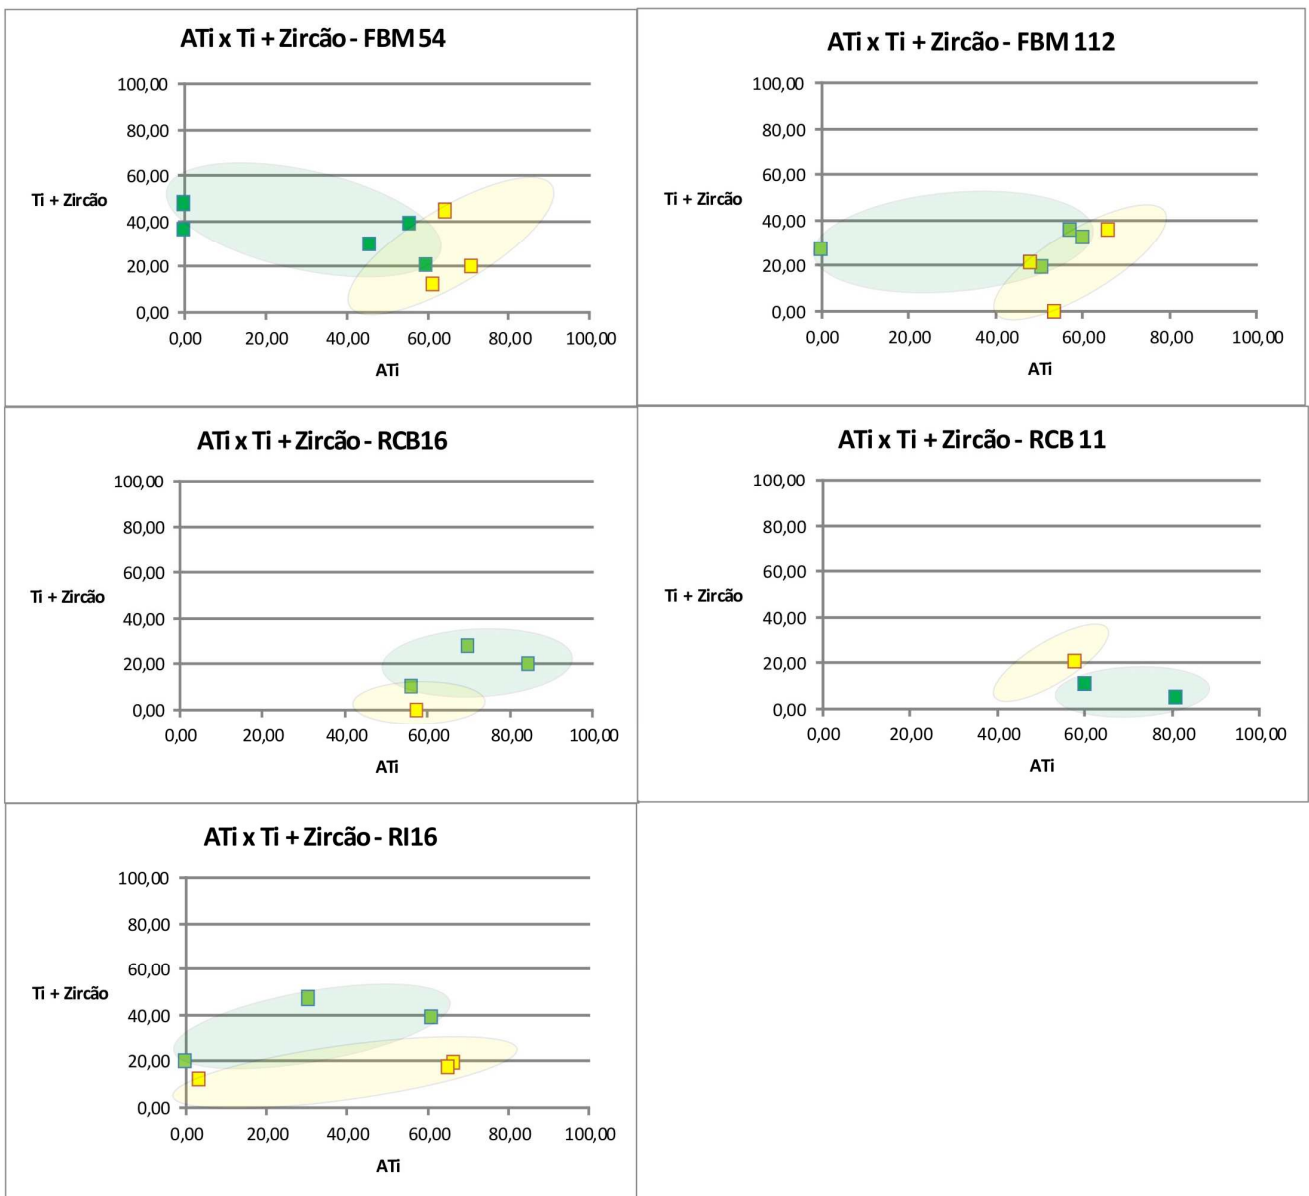 ATi x Ti + Zircão - FBM 54
100,00
80,00
60,00
Ti + Zircão
40,00
20,00
0,00
0,00 20,00 40,00 60,00 80,00 100,00
ATi
ATi x Ti + Zircão - FBM 112
100,00
80,00
60,00
Ti + Zircão
40,00
20,00
0,00
0,00 20,00 40,00 60,00 80,00 100,00
ATi
ATi x Ti + Zircão - RCB16
100,00
80,00
60,00
Ti + Zircão
40,00
20,00
0,00
0,00 20,00 40,00 60,00 80,00 100,00
ATi
ATi x Ti + Zircão - RCB 11
100,00
80,00
60,00
Ti + Zircão
40,00
20,00
0,00
0,00 20,00 40,00 60,00 80,00 100,00
ATi
ATi x Ti + Zircão - RI16
100,00
80,00
60,00
Ti + Zircão
40,00
20,00
0,00
0,00 20,00 40,00 60,00 80,00 100,00
ATi